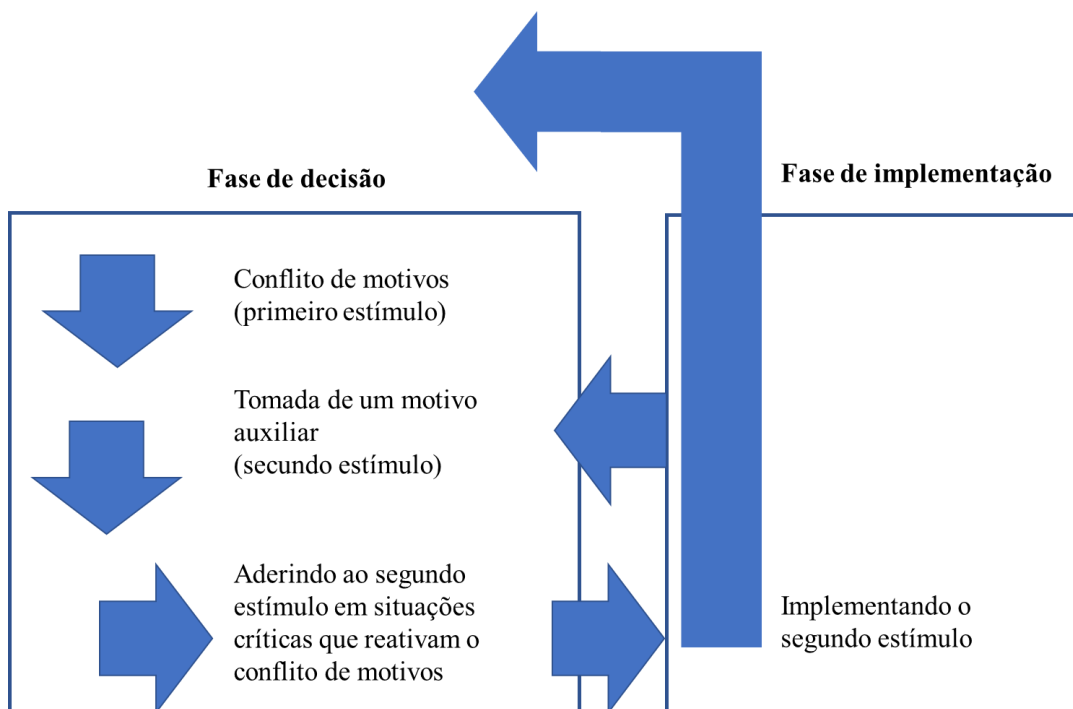 Fase de decisão
Conflito de motivos
(primeiro estímulo)
Tomada de um motivo
auxiliar
(secundo estímulo)
Aderindo ao segundo
estímulo em situações
críticas que reativam o
conflito de motivos
Fase de implementação
Implementando o
segundo estímulo